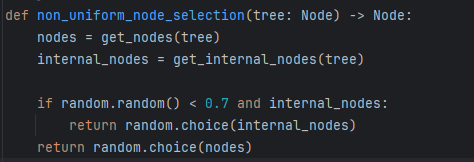 def non_uniform_node_selection(tree: Node) -> Node:
    nodes = get_nodes(tree)
    internal_nodes = get_internal_nodes(tree)

    if random.random() < 0.7 and internal_nodes:
        return random.choice(internal_nodes)
    return random.choice(nodes)